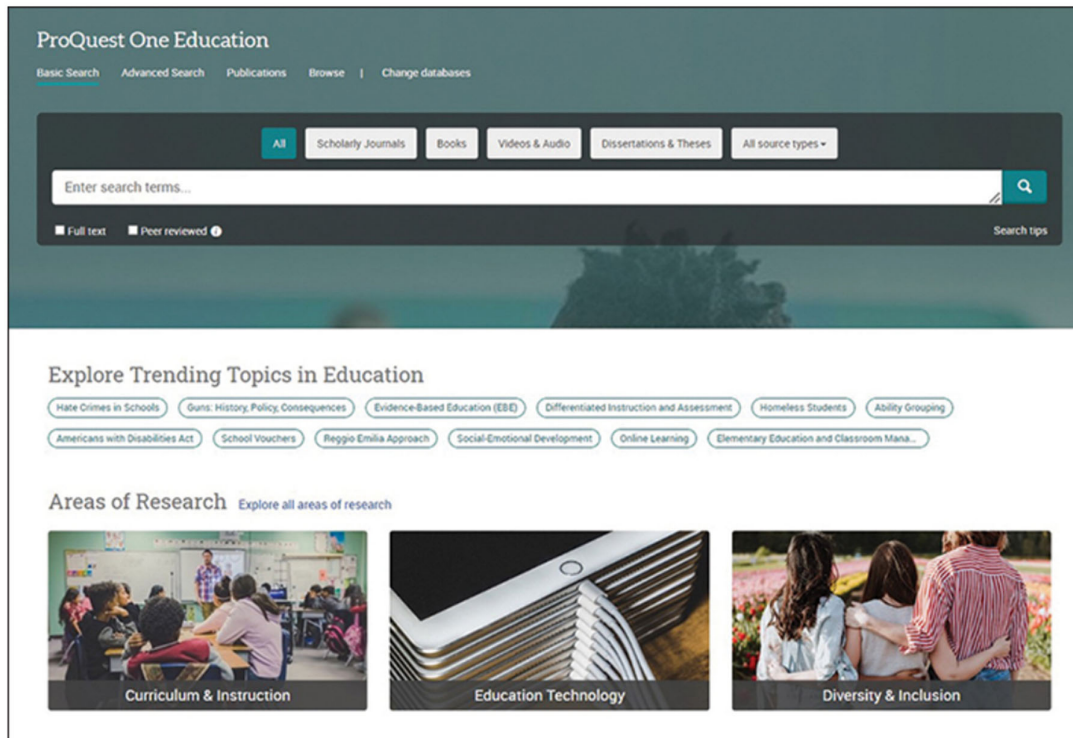 ProQuest One Education
Basic Search Advanced Search Publications Browse | Change databases
All Scholarly Journals Books Videos & Audio Dissertations & Theses All source types
Enter search terms...
Full text Peer reviewed i Search tips
Explore Trending Topics in Education
Hate Crimes in Schools Guns: History, Policy, Consequences Evidence-Based Education (EBE) Differentiated Instruction and Assessment Homeless Students Ability Grouping
Americans with Disabilities Act School Vouchers Reggio Emilia Approach Social-Emotional Development Online Learning Elementary Education and Classroom Mana...
Areas of Research Explore all areas of research
Curriculum & Instruction Education Technology Diversity & Inclusion